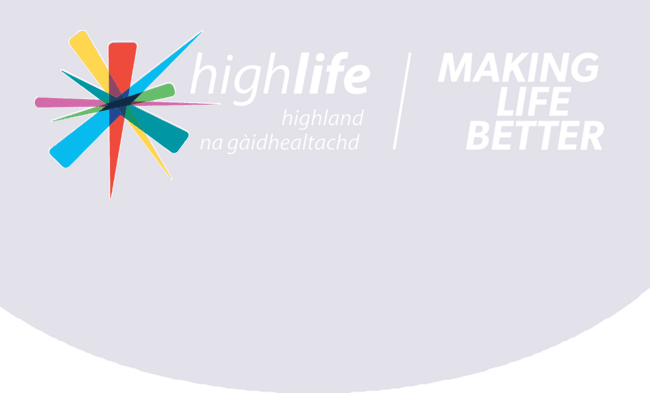 highlife
highland
na gàidhealtachd
MAKING
LIFE
BETTER